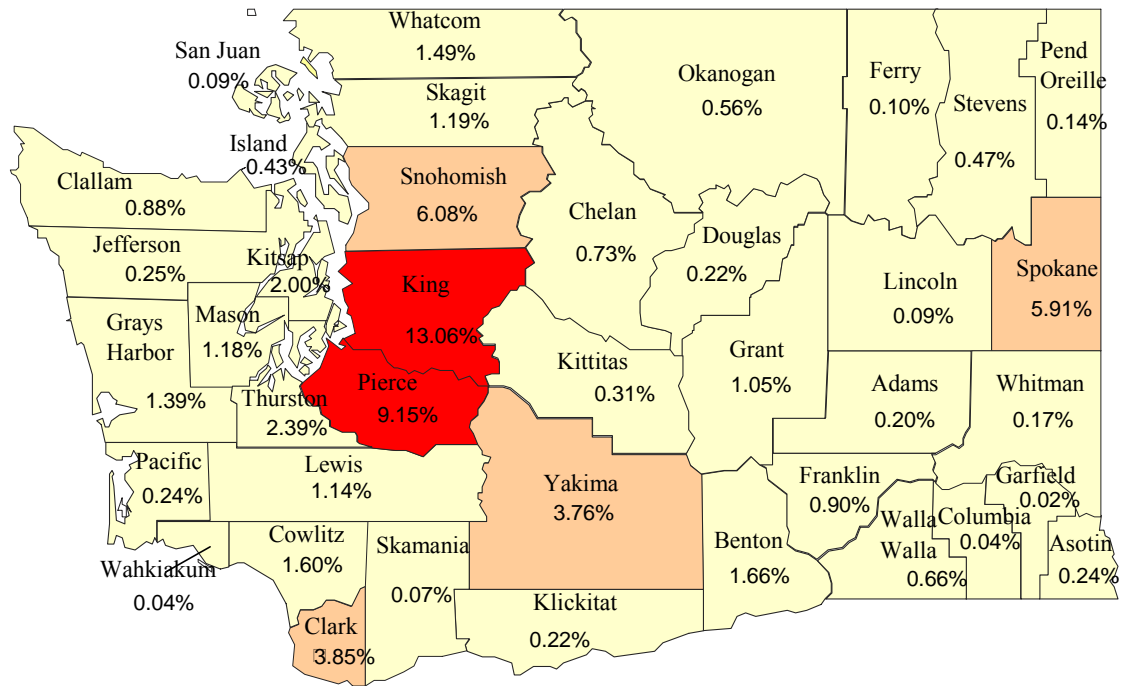 Whatcom
1.49%
San Juan
0.09%
Skagit
1.19%
Okanogan
0.56%
Ferry
0.10%
Stevens
0.47%
Pend
Oreille
0.14%
Island
0.43%
Clallam
0.88%
Snohomish
6.08%
Chelan
0.73%
Douglas
0.22%
Jefferson
0.25%
Kitsap
2.00%
King
13.06%
Lincoln
0.09%
Spokane
5.91%
Grays
Harbor
1.39%
Mason
1.18%
Thurston
2.39%
Pierce
9.15%
Kittitas
0.31%
Grant
1.05%
Adams
0.20%
Whitman
0.17%
Pacific
0.24%
Lewis
1.14%
Yakima
3.76%
Franklin
0.90%
Garfield
0.02%
Wahkiakum
0.04%
Cowlitz
1.60%
Skamania
0.07%
Benton
1.66%
Walla
Walla
0.66%
Columbia
0.04%
Asotin
0.24%
Clark
3.85%
Klickitat
0.22%